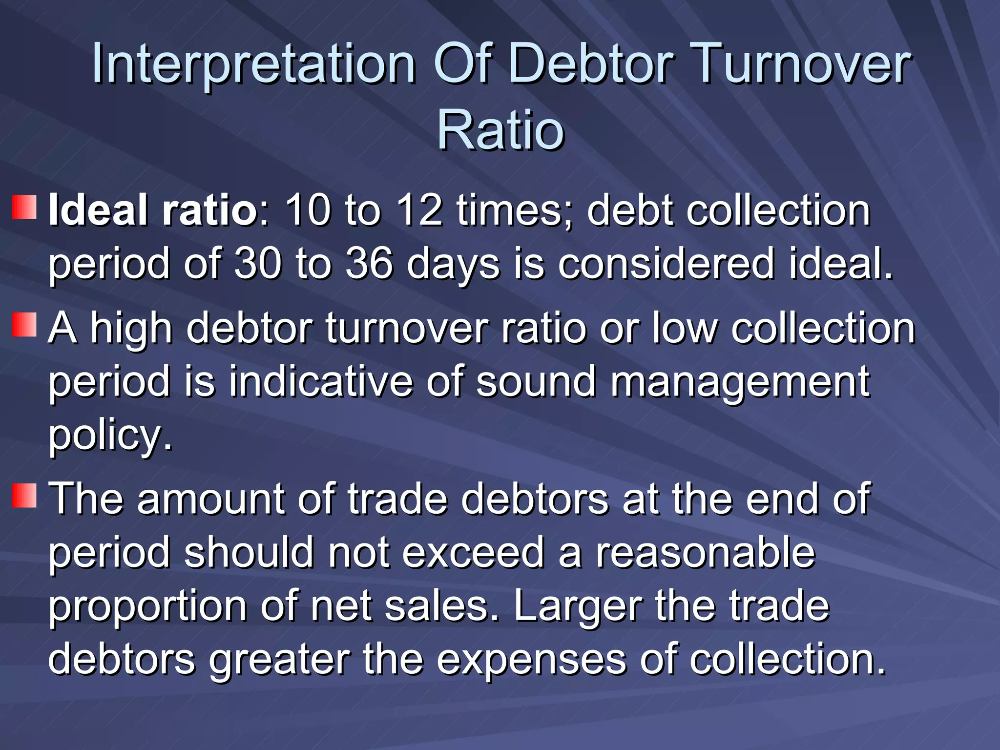 Interpretation Of Debtor Turnover
Ratio
Ideal ratio: 10 to 12 times; debt collection
period of 30 to 36 days is considered ideal.
A high debtor turnover ratio or low collection
period is indicative of sound management
policy.
The amount of trade debtors at the end of
period should not exceed a reasonable
proportion of net sales. Larger the trade
debtors greater the expenses of collection.